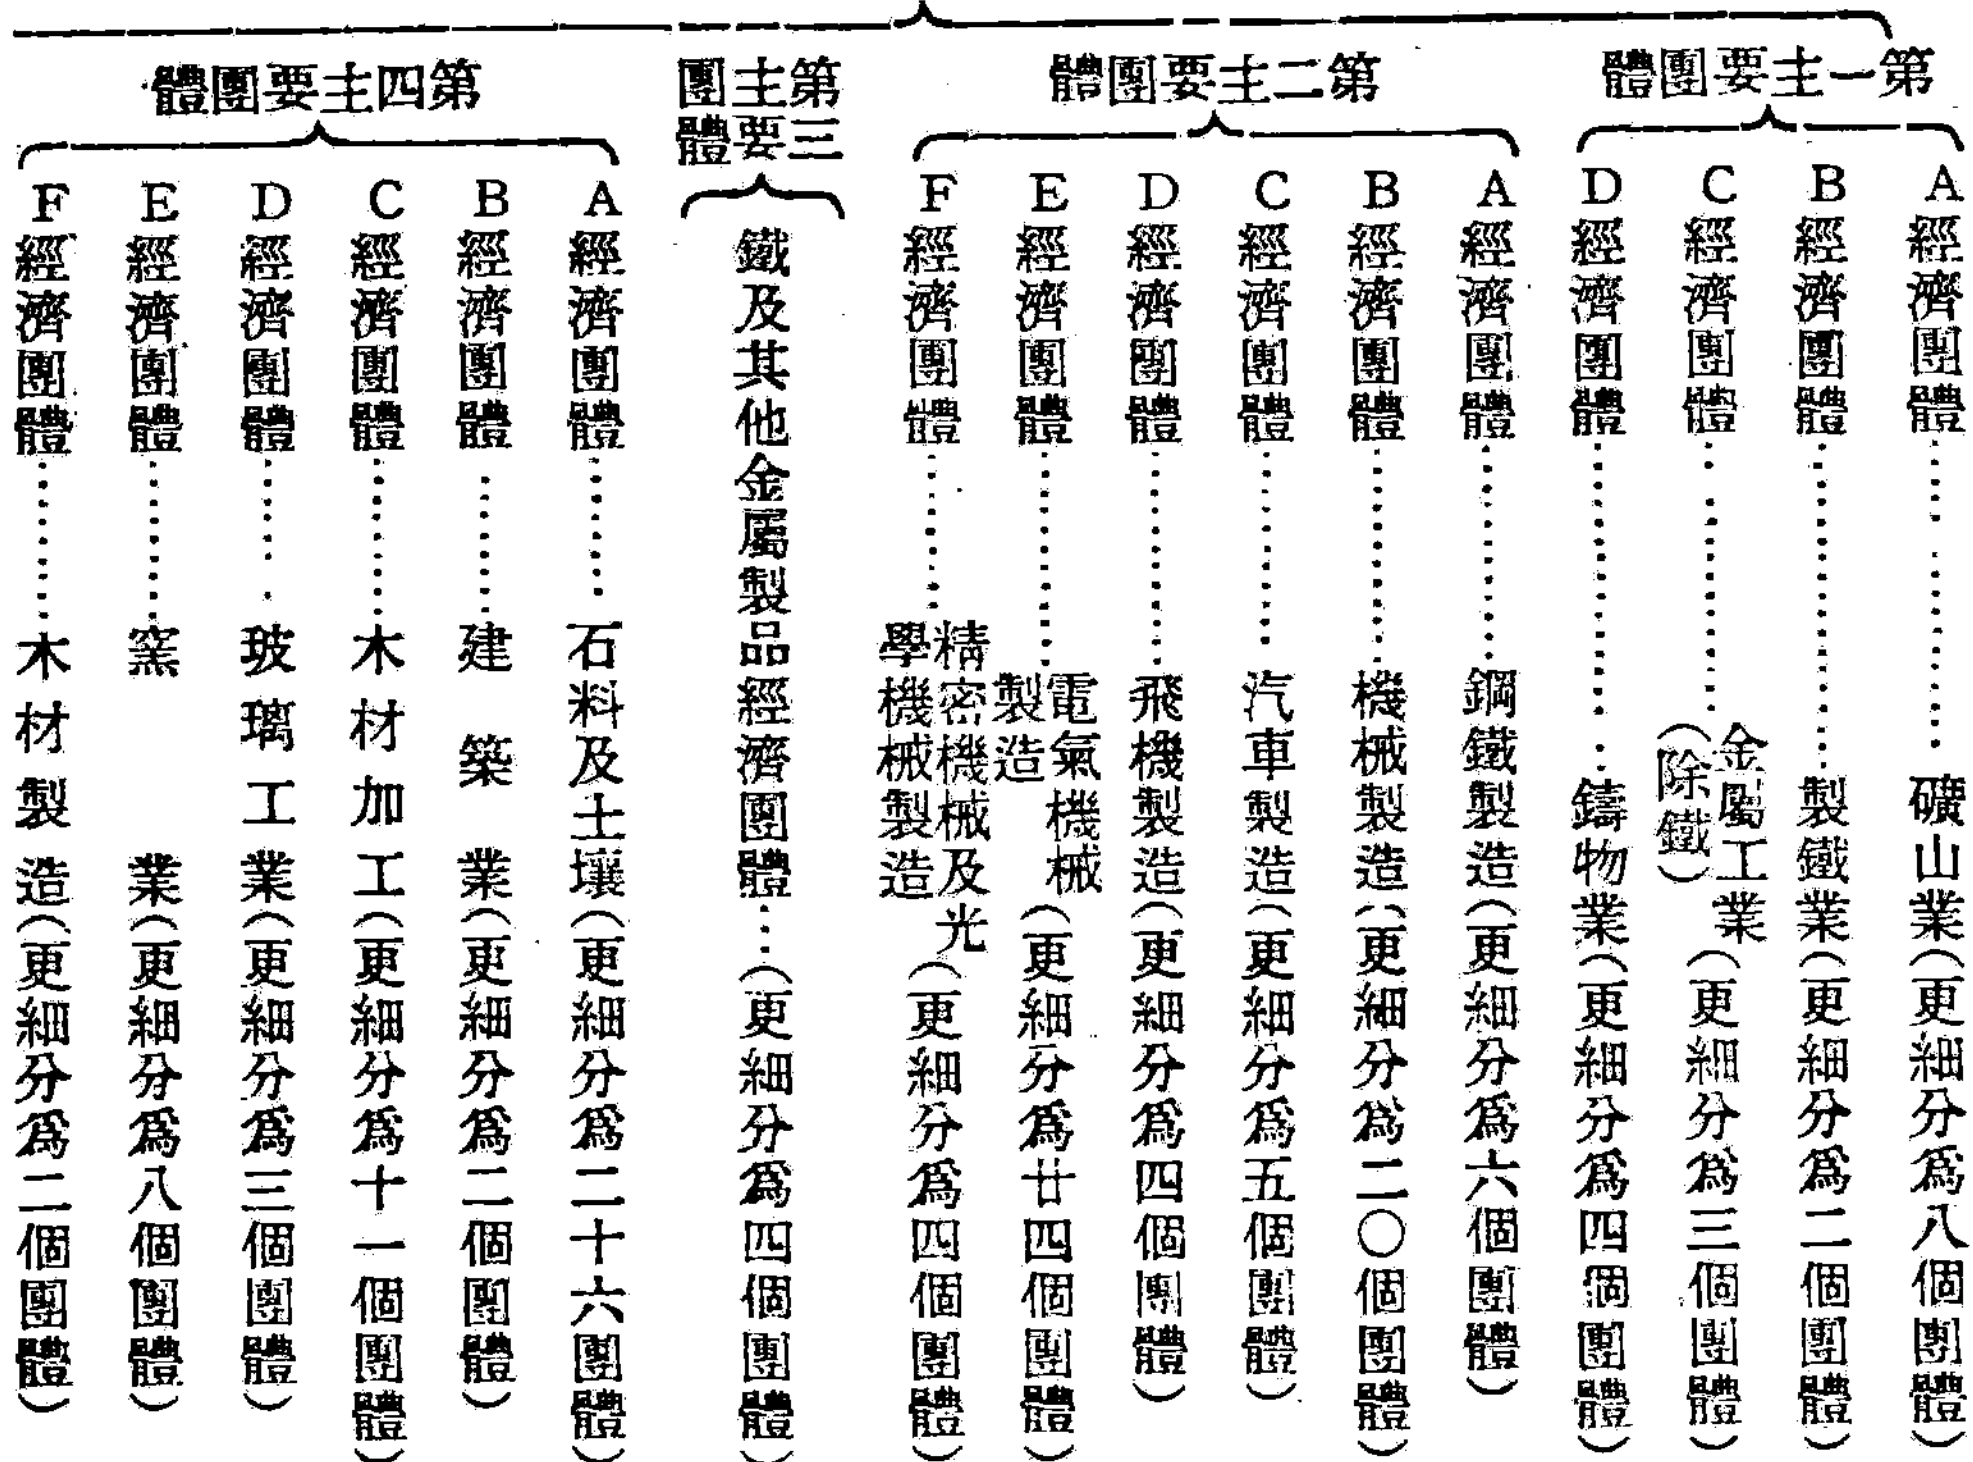 第一主要團體
A經濟團體………礦山業(更細分爲八個團體)
B經濟團體………製鐵業(更細分爲二個團體)
C經濟團體………金屬工業(除鐵)(更細分爲三個團體)
D經濟團體………鑄物業(更細分爲四個團體)
第二主要團體
A經濟團體………鋼鐵製造(更細分爲六個團體)
B經濟團體………機械製造(更細分爲二〇個團體)
C經濟團體………汽車製造(更細分爲五個團體)
D經濟團體………飛機製造(更細分爲四個團體)
E經濟團體………電氣機械製造(更細分爲廿四個團體)
F經濟團體………精密機械及光學機械製造(更細分爲四個團體)
第三主要團體
鐵及其他金屬製品經濟團體…(更細分爲四個團體)
第四主要團體
A經濟團體………石料及土壤(更細分爲二十六團體)
B經濟團體………建築業(更細分爲二個團體)
C經濟團體………木材加工(更細分爲十一個團體)
D經濟團體………玻璃工業(更細分爲三個團體)
E經濟團體………窯業(更細分爲八個團體)
F經濟團體………木材製造(更細分爲二個團體)